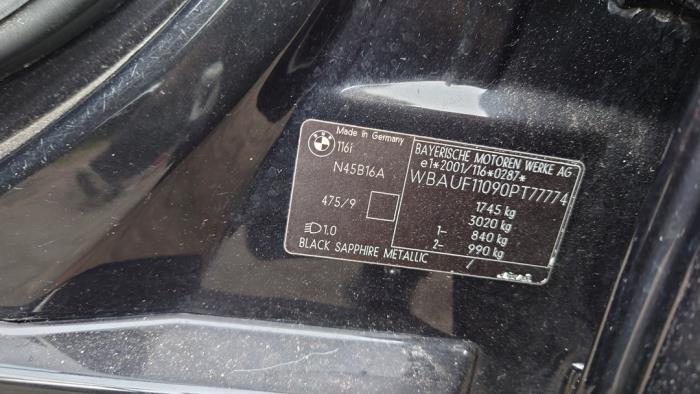 Made in Germany
116i
N45B16A
475/9
1.0
BLACK SAPPHIRE METALLIC /
BAYERISCHE MOTOREN WERKE AG
e1*2001/116*0287*
WBAUF11090PT77774
1745 kg
3020 kg
1- 840 kg
2- 990 kg